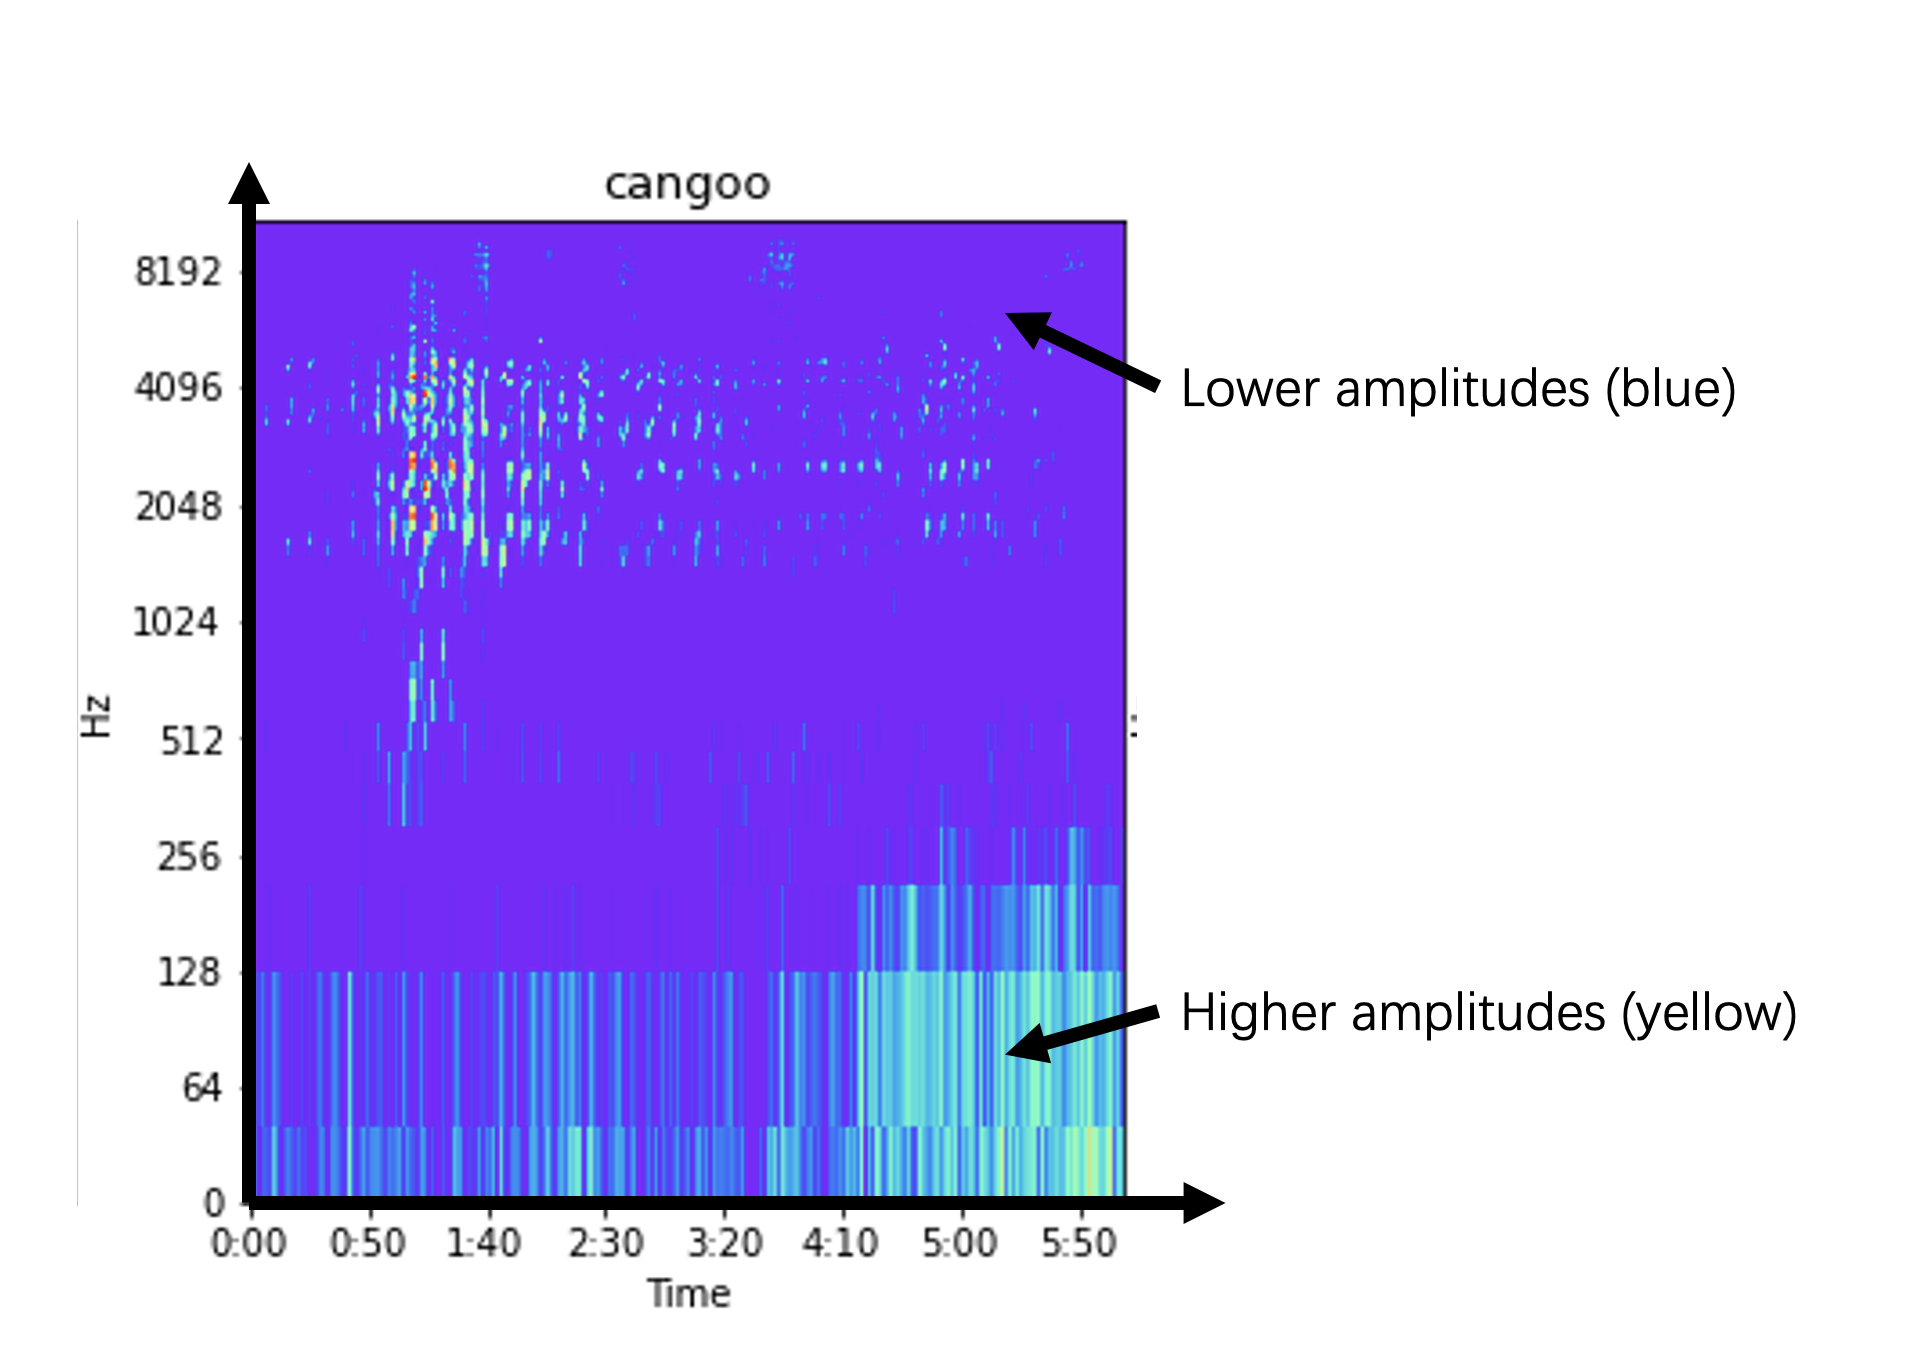 cangoo
8192
4096
2048
1024
512
256
128
64
0
Hz
Lower amplitudes (blue)
Higher amplitudes (yellow)
0:00 0:50 1:40 2:30 3:20 4:10 5:00 5:50
Time